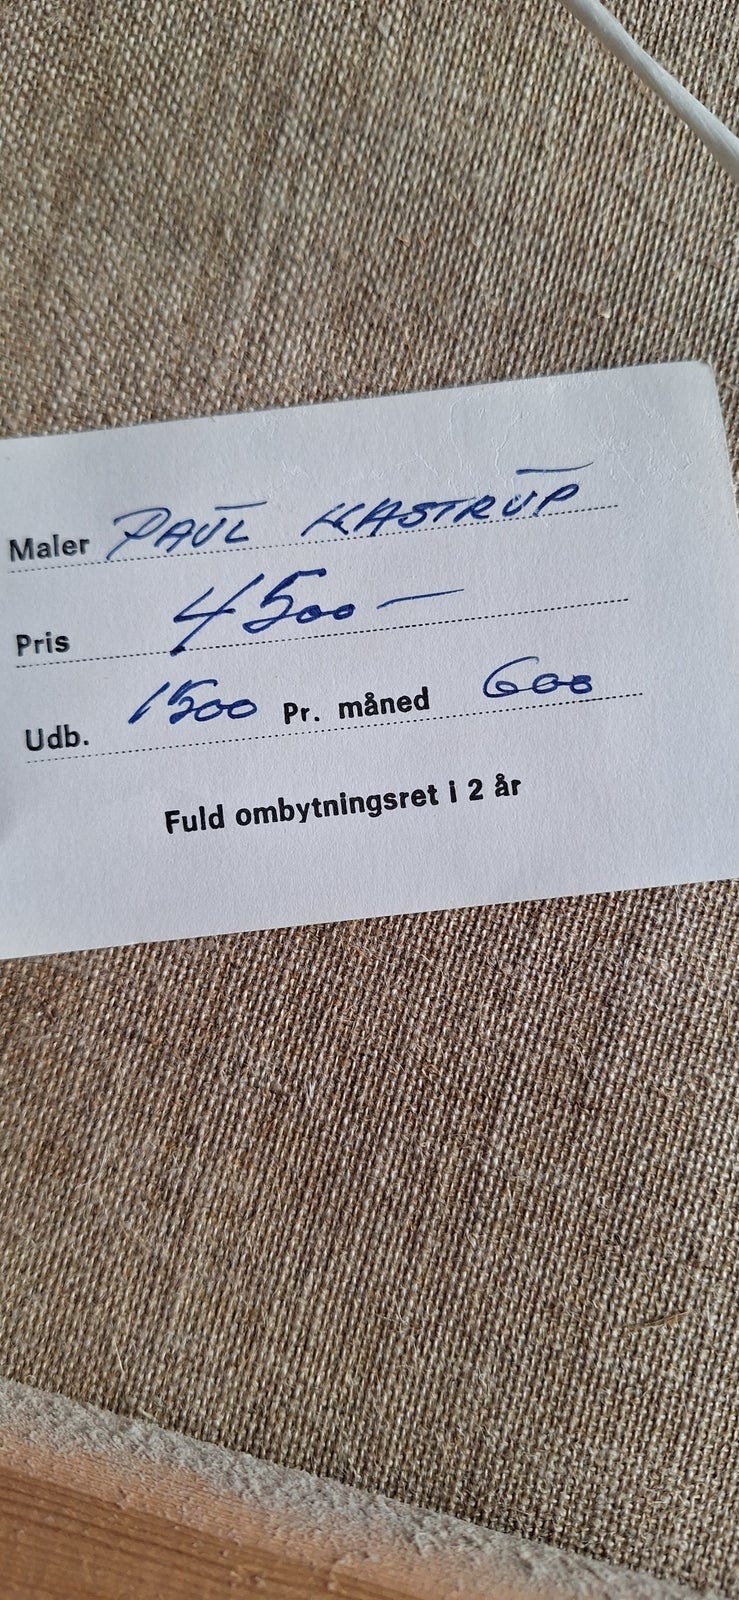 Maler PAUL KASTRUP
Pris 4500 —
Udb. 1500 Pr. måned 600
Fuld ombytningsret i 2 år